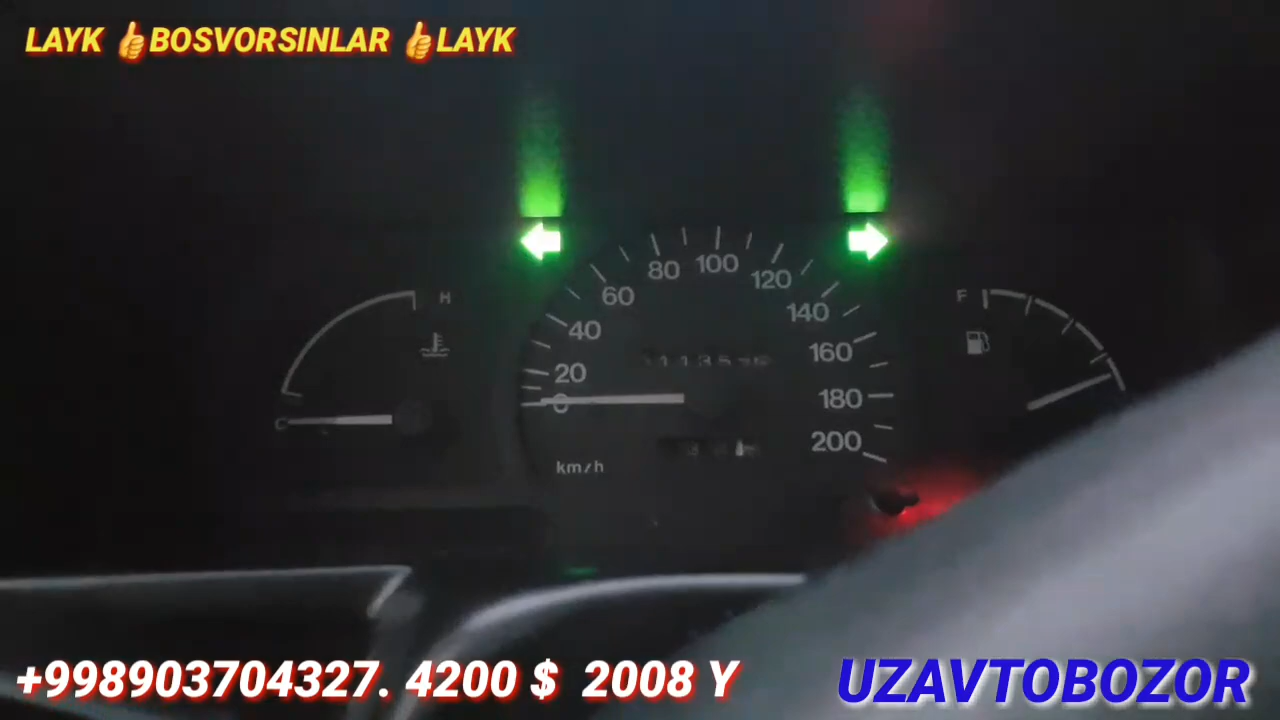 LAYK 👍BOSVORSINLAR 👍LAYK
H
C
0
20
40
60
80
100
120
140
160
180
200
km/h
F
+998903704327. 4200 $ 2008 Y
UZAVTOBOZOR